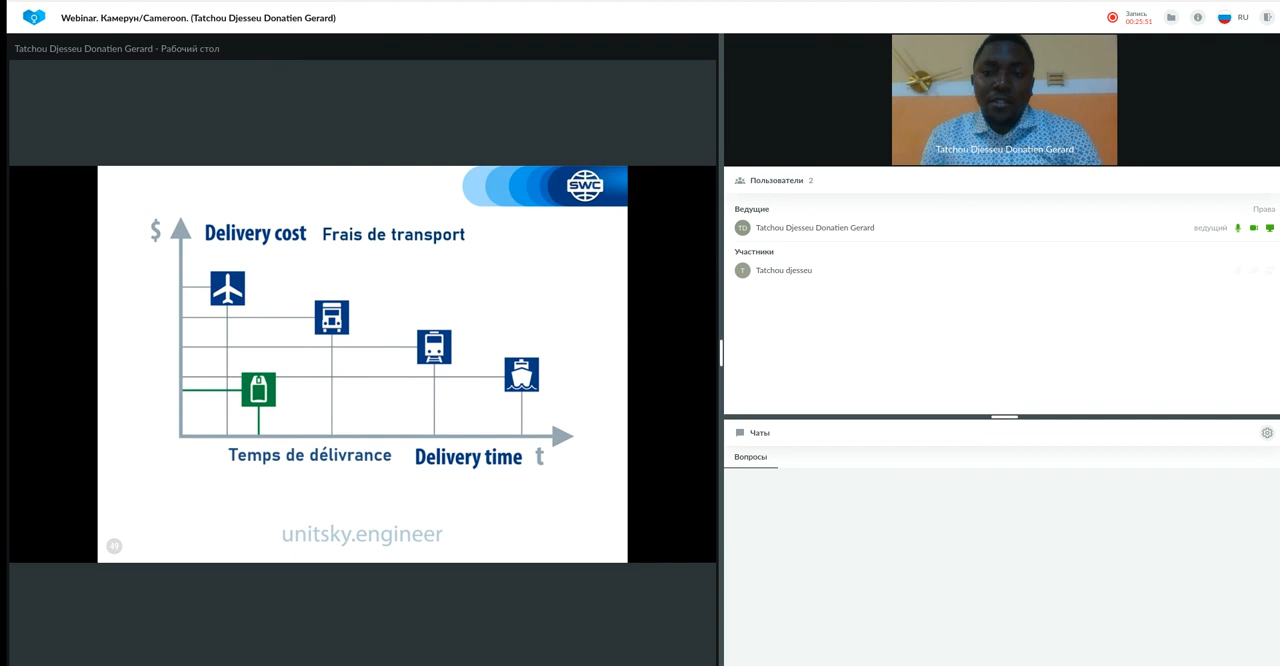 Webinar. Камерун/Cameroon. (Tatchou Djesseu Donatien Gerard)
Запись
00:25:51
RU
Tatchou Djesseu Donatien Gerard - Рабочий стол
SWC
$
Delivery cost Frais de transport
Temps de délivrance Delivery time t
unitsky.engineer
49
Tatchou Djesseu Donatien Gerard
Пользователи 2
Ведущие Права
TD Tatchou Djesseu Donatien Gerard ведущий
Участники
T Tatchou djesseu
Чаты
Вопросы